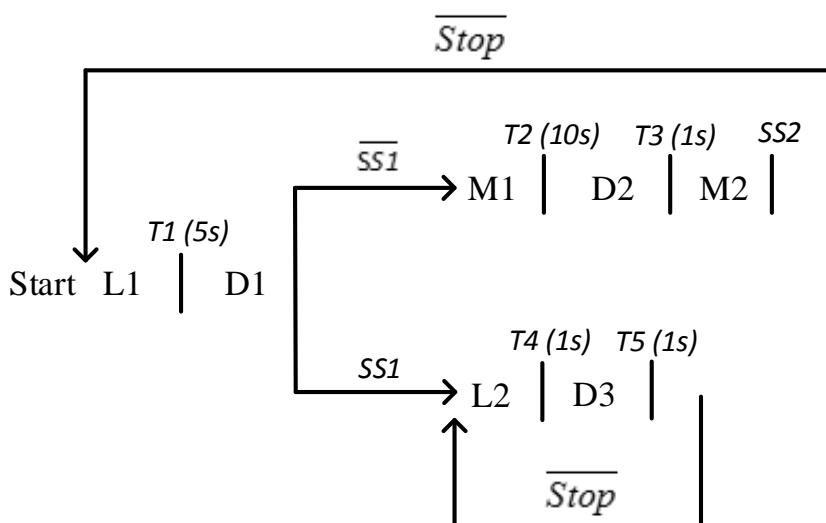 Stop
SS1
T2 (10s)
T3 (1s)
SS2
M1
D2
M2
T1 (5s)
Start
L1
D1
SS1
T4 (1s)
T5 (1s)
L2
D3
Stop